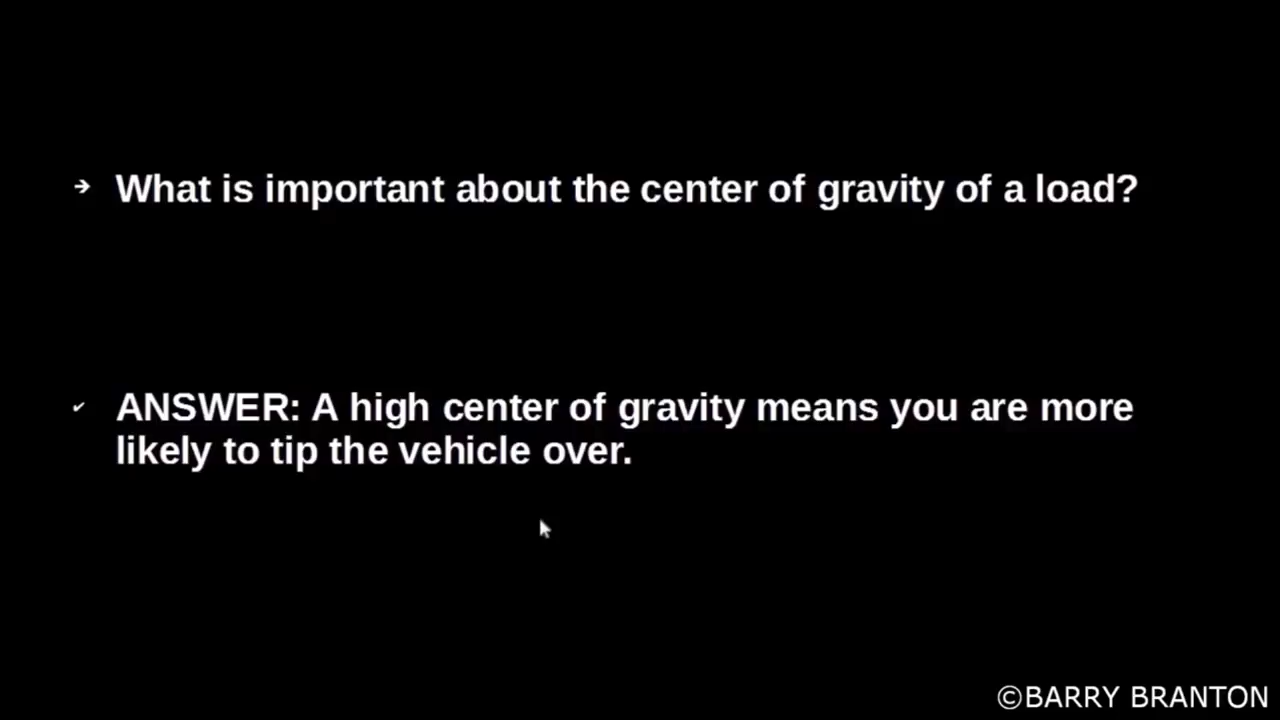 ➔ What is important about the center of gravity of a load?
✔ ANSWER: A high center of gravity means you are more
likely to tip the vehicle over.
©BARRY BRANTON